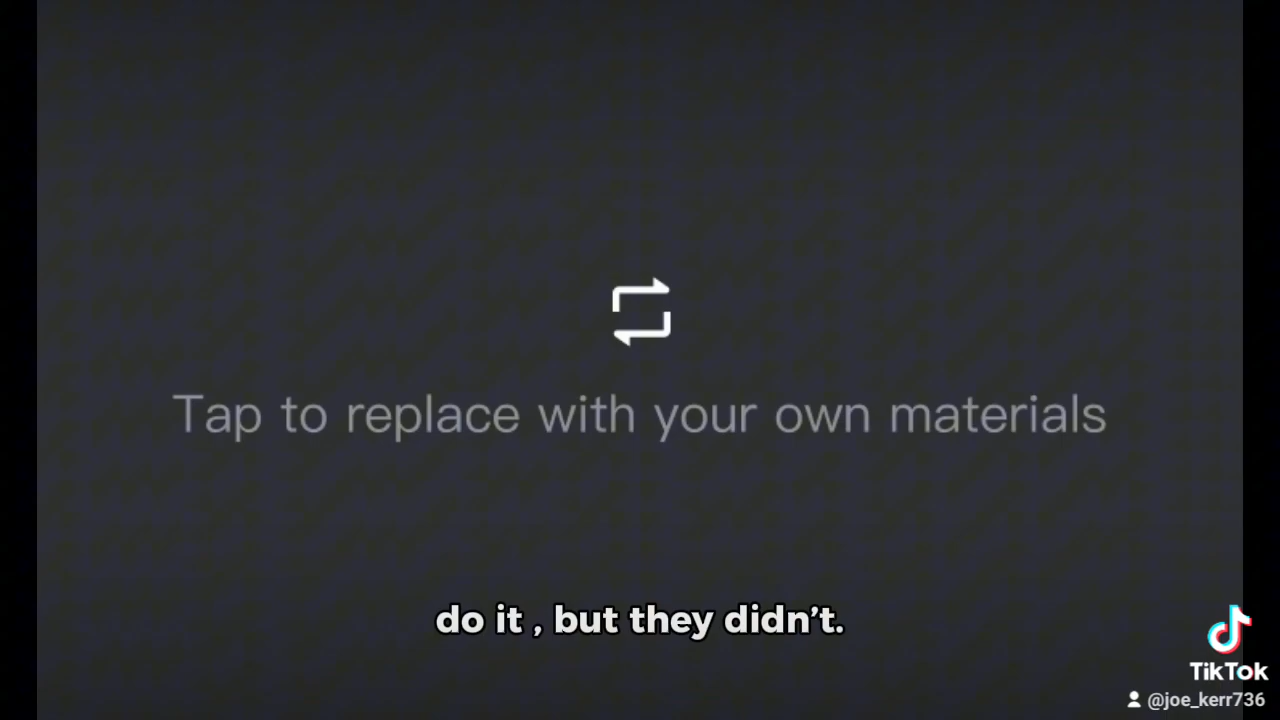 Tap to replace with your own materials
do it , but they didn't.
TikTok
@joe_kerr736